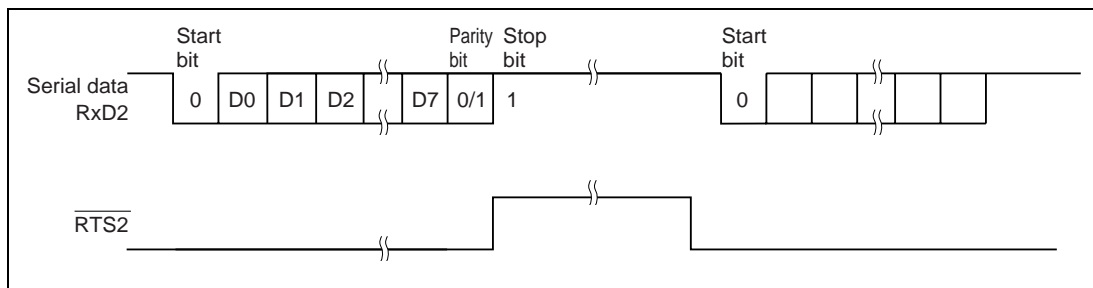 Start bit
Parity bit
Stop bit
Start bit
Serial data RxD2
0 D0 D1 D2 D7 0/1 1 0
RTS2